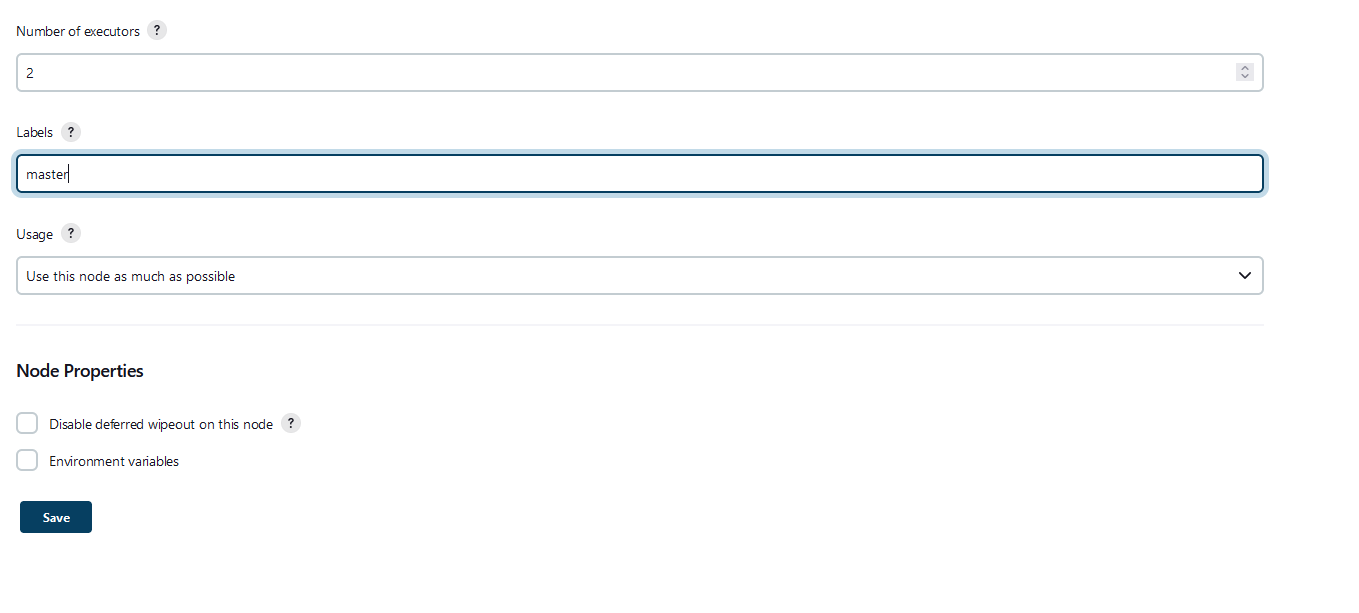 Number of executors ?
2
Labels ?
master
Usage ?
Use this node as much as possible
Node Properties
Disable deferred wipeout on this node ?
Environment variables
Save